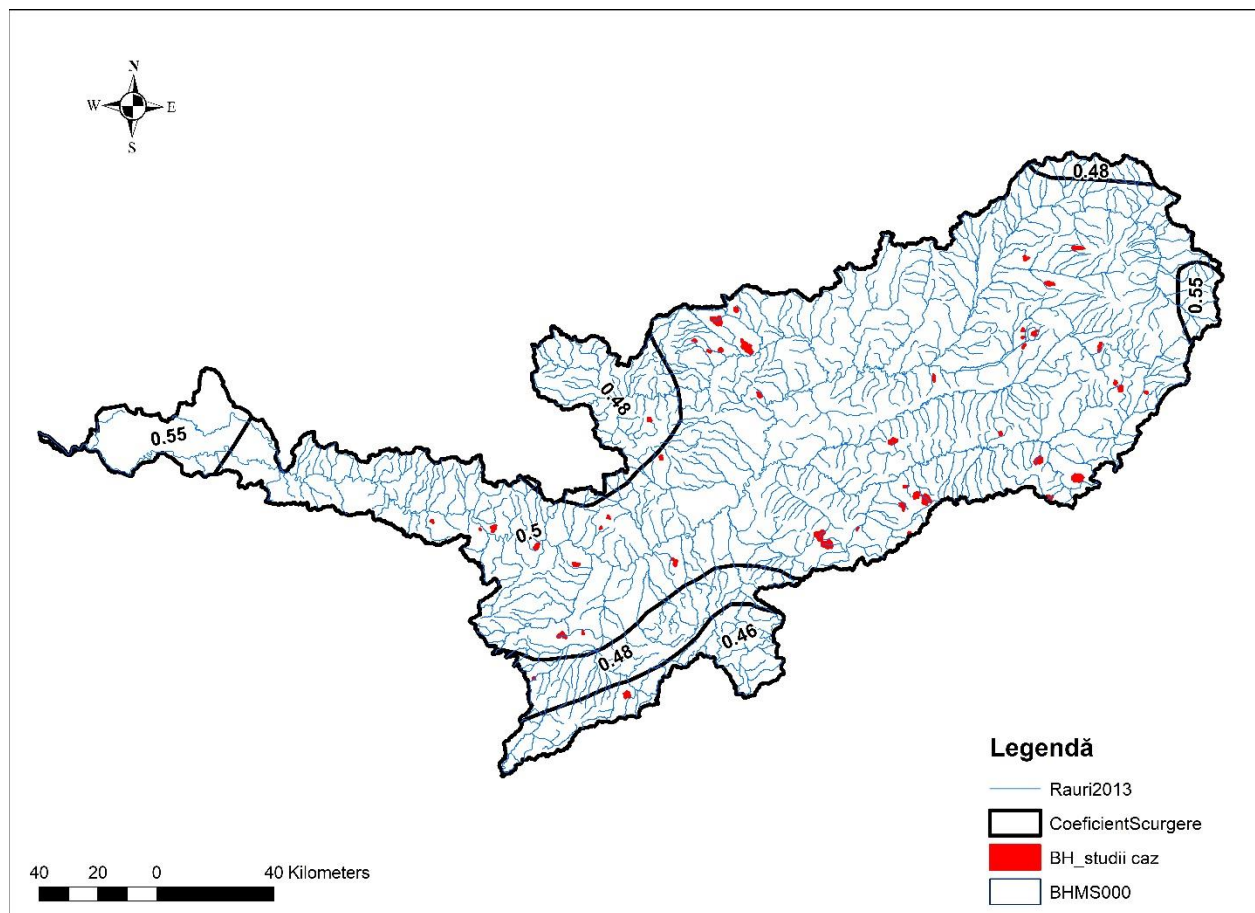 N
W E
S
0.48
0.55
0.48
0.55
0.5
0.48
0.46
Legendă
Rauri2013
CoeficientScurgere
BH_studii caz
BHMS000
40 20 0 40 Kilometers